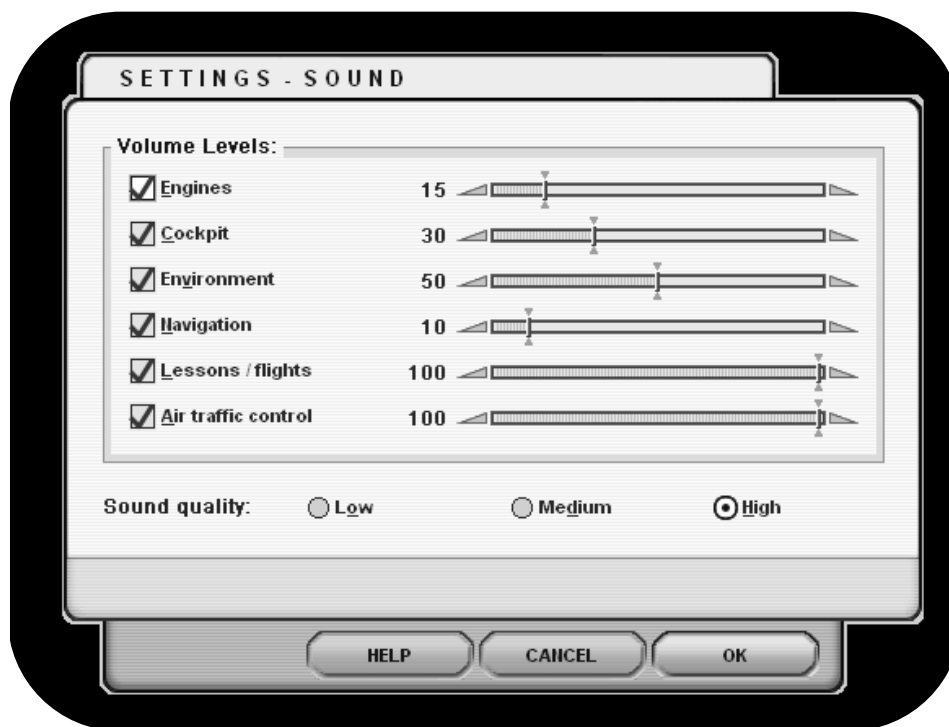 SETTINGS - SOUND
Volume Levels:
Engines 15
Cockpit 30
Environment 50
Navigation 10
Lessons / flights 100
Air traffic control 100
Sound quality: Low Medium High
HELP CANCEL OK